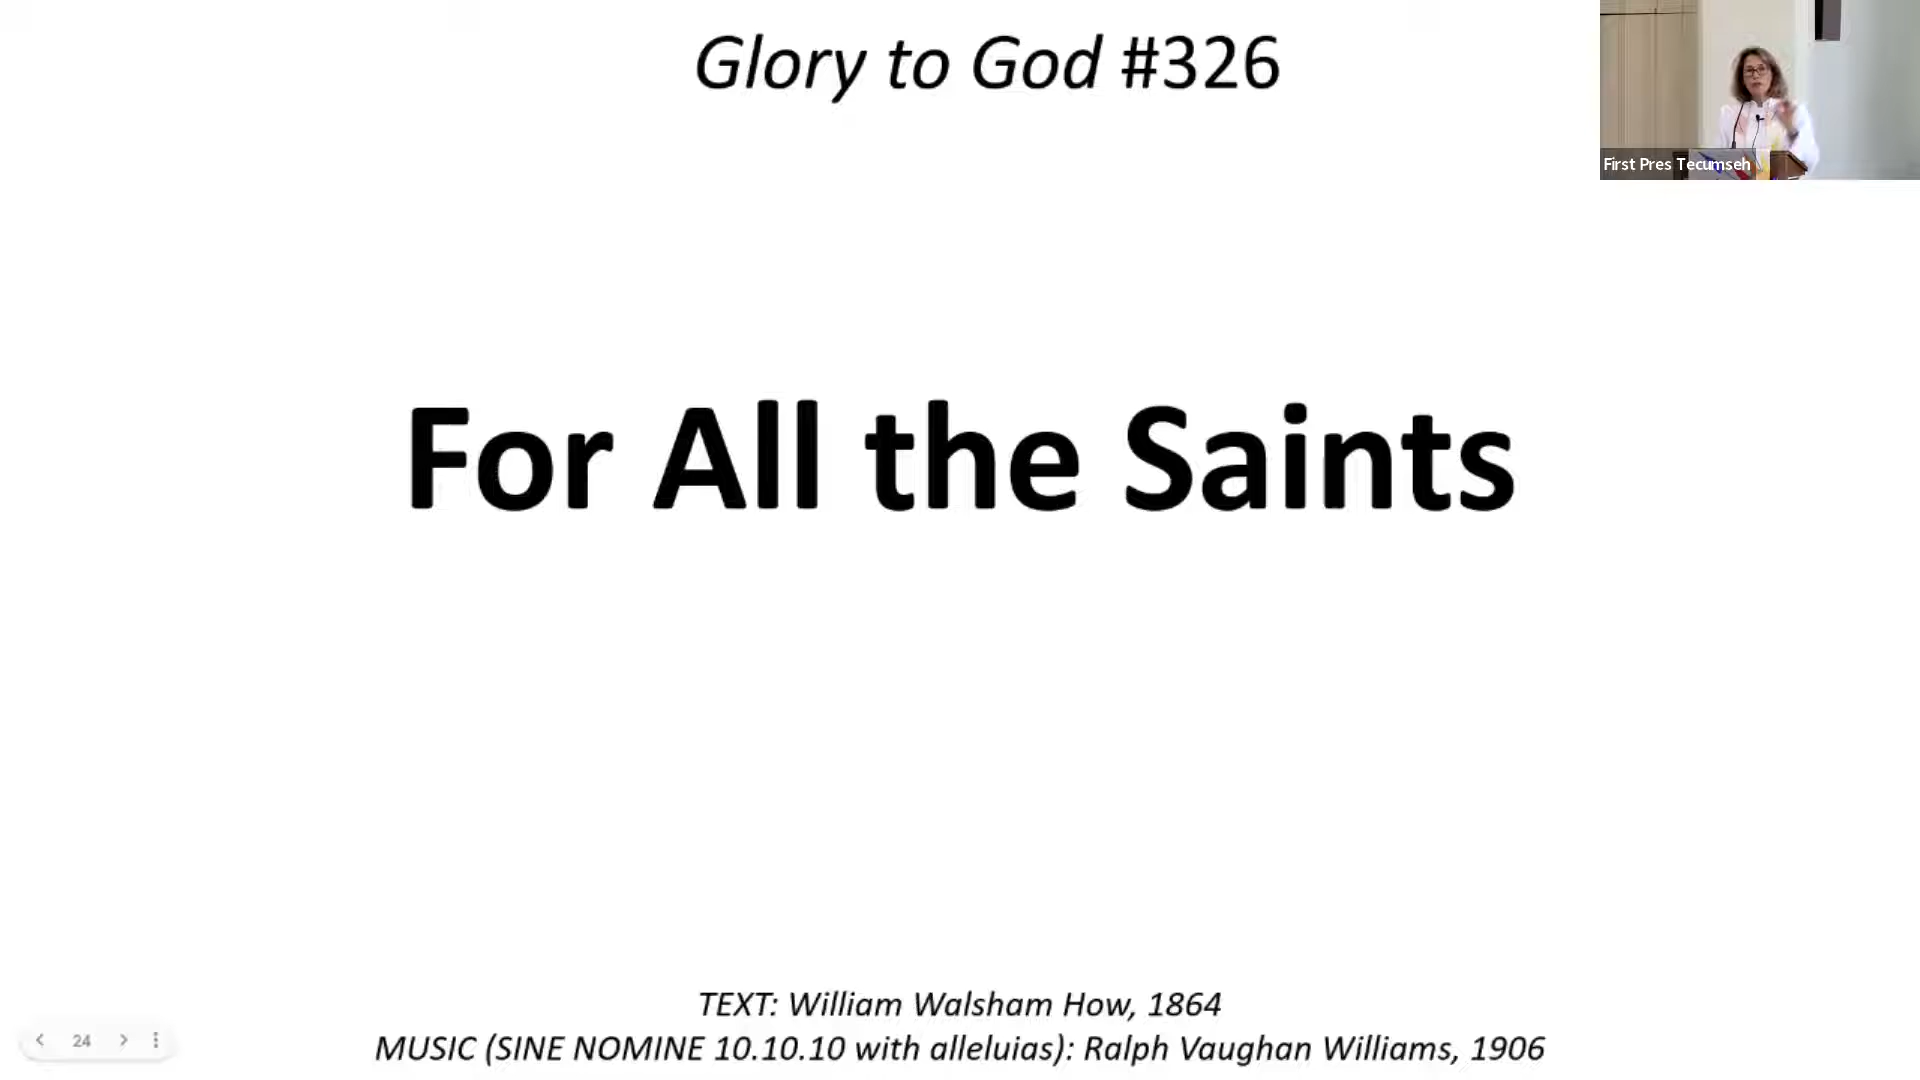 Glory to God #326
First Pres Tecumseh
For All the Saints
TEXT: William Walsham How, 1864
24
MUSIC (SINE NOMINE 10.10.10 with alleluias): Ralph Vaughan Williams, 1906